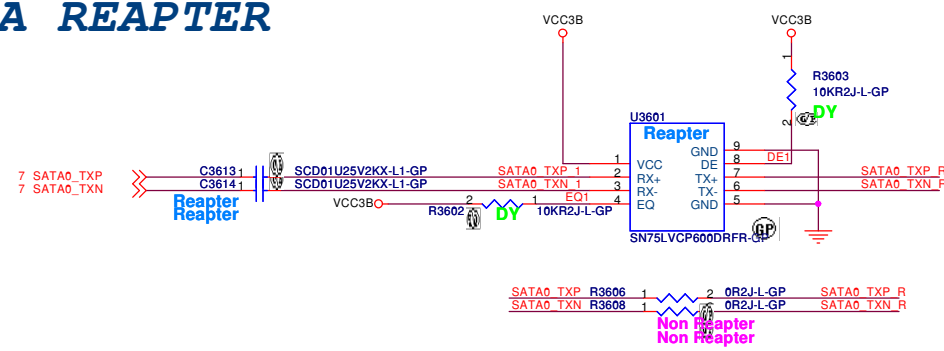 A REAPTER
VCC3B
VCC3B
1
R3603
10KR2J-L-GP
DY
2
U3601
Reapter
1 VCC
2 RX+
3 RX-
4 EQ
GND 9
DE 8
TX+ 7
TX- 6
GND 5
DE1
SN75LVCP600DRFR-GP
GP
7 SATA0_TXP
7 SATA0_TXN
C3613 1
C3614 1
SCD01U25V2KX-L1-GP
SCD01U25V2KX-L1-GP
Reapter
Reapter
SATA0_TXP_1
SATA0_TXN_1
EQ1
VCC3B
R3602
2
DY
1
10KR2J-L-GP
SATA0_TXP_R
SATA0_TXN_R
SATA0_TXP R3606 1 2 0R2J-L-GP SATA0_TXP_R
SATA0_TXN R3608 1 0R2J-L-GP SATA0_TXN_R
Non Reapter
Non Reapter